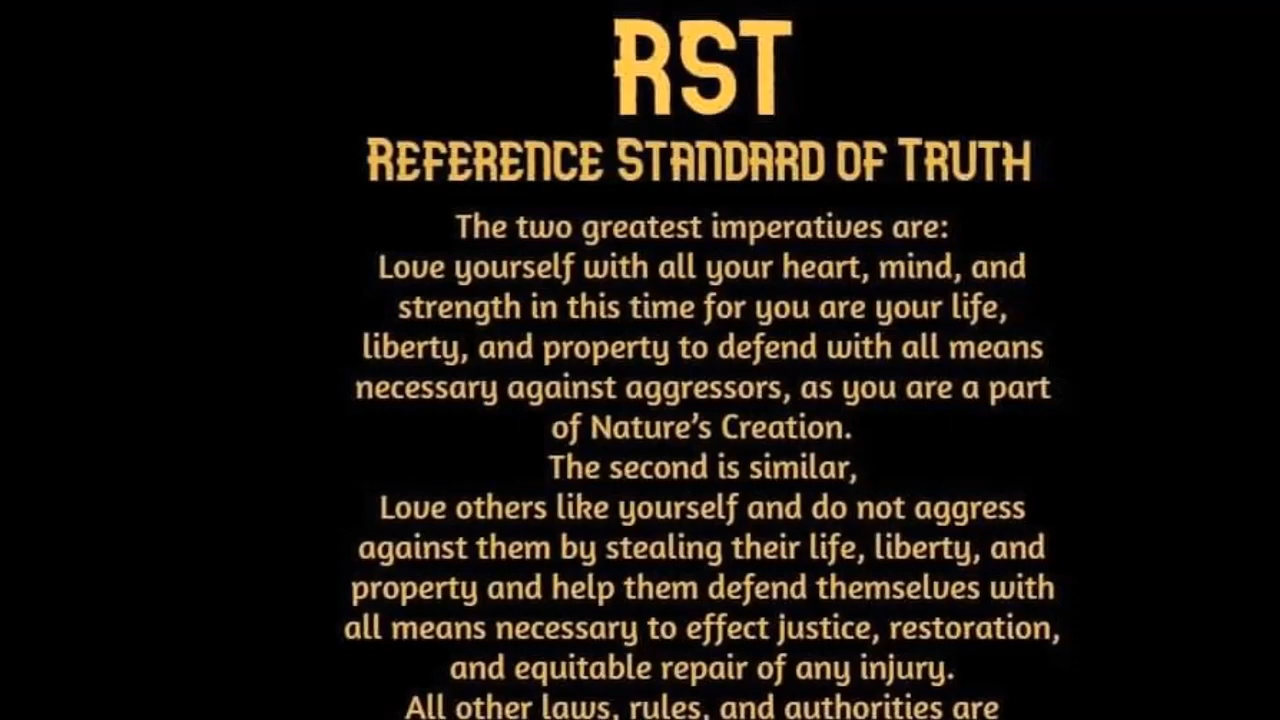 RST
Reference Standard of Truth
The two greatest imperatives are:
Love yourself with all your heart, mind, and
strength in this time for you are your life,
liberty, and property to defend with all means
necessary against aggressors, as you are a part
of Nature's Creation.
The second is similar,
Love others like yourself and do not aggress
against them by stealing their life, liberty, and
property and help them defend themselves with
all means necessary to effect justice, restoration,
and equitable repair of any injury.
All other laws, rules, and authorities are